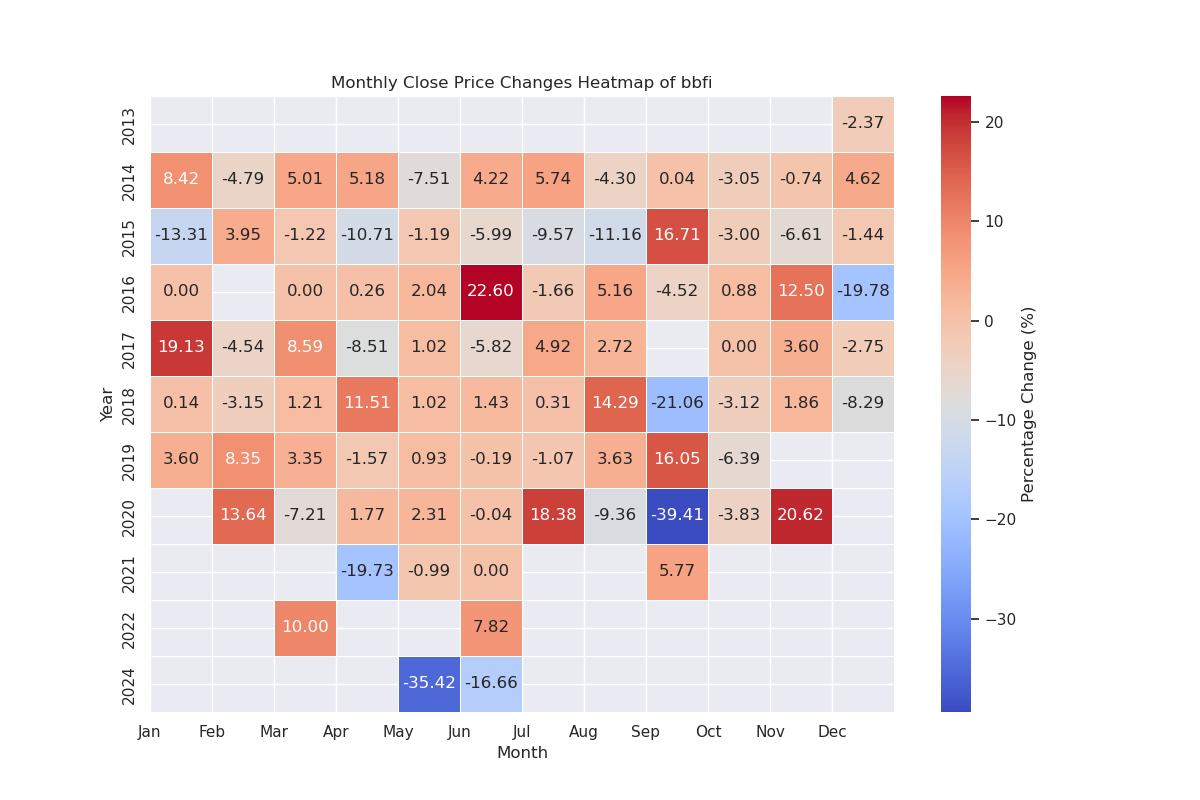 Monthly Close Price Changes Heatmap of bbfi
2013 -2.37
2014 8.42 -4.79 5.01 5.18 -7.51 4.22 5.74 -4.30 0.04 -3.05 -0.74 4.62
2015 -13.31 3.95 -1.22 -10.71 -1.19 -5.99 -9.57 -11.16 16.71 -3.00 -6.61 -1.44
2016 0.00 0.00 0.26 2.04 22.60 -1.66 5.16 -4.52 0.88 12.50 -19.78
2017 19.13 -4.54 8.59 -8.51 1.02 -5.82 4.92 2.72 0.00 3.60 -2.75
2018 0.14 -3.15 1.21 11.51 1.02 1.43 0.31 14.29 -21.06 -3.12 1.86 -8.29
2019 3.60 8.35 3.35 -1.57 0.93 -0.19 -1.07 3.63 16.05 -6.39
2020 13.64 -7.21 1.77 2.31 -0.04 18.38 -9.36 -39.41 -3.83 20.62
2021 -19.73 -0.99 0.00 5.77
2022 10.00 7.82
2024 -35.42 -16.66
Jan Feb Mar Apr May Jun Jul Aug Sep Oct Nov Dec
Month
Year
20
10
0
−10
−20
−30
Percentage Change (%)